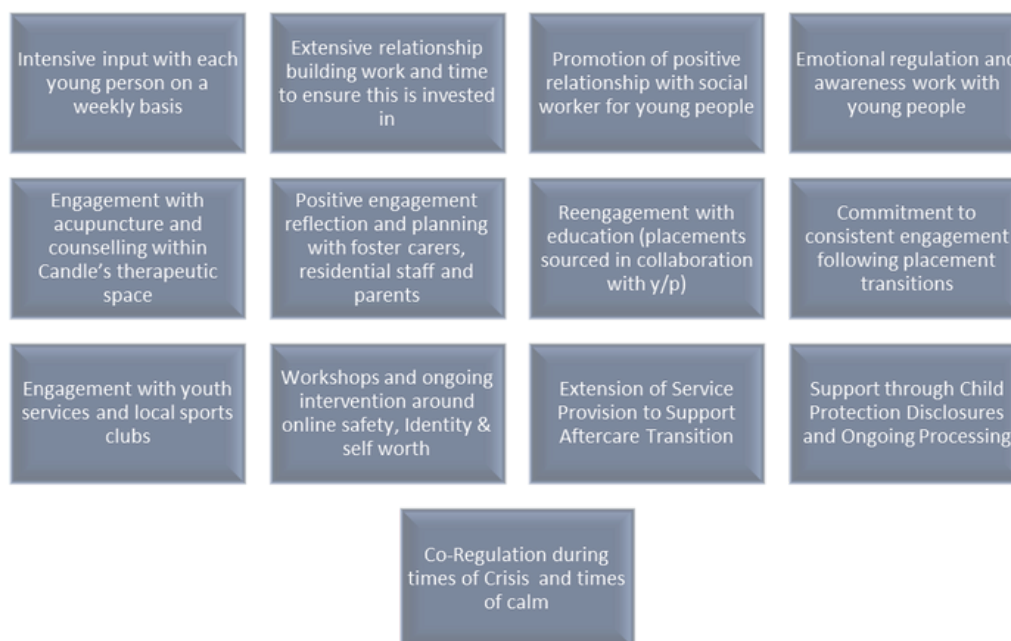 Intensive input with each
young person on a
weekly basis
Extensive relationship
building work and time
to ensure this is invested
in
Promotion of positive
relationship with social
worker for young people
Emotional regulation and
awareness work with
young people
Engagement with
acupuncture and
counselling within
Candle's therapeutic
space
Positive engagement
reflection and planning
with foster carers,
residential staff and
parents
Reengagement with
education (placements
sourced in collaboration
with y/p)
Commitment to
consistent engagement
following placement
transitions
Engagement with youth
services and local sports
clubs
Workshops and ongoing
intervention around
online safety, Identity &
self worth
Extension of Service
Provision to Support
Aftercare Transition
Support through Child
Protection Disclosures
and Ongoing Processing
Co-Regulation during
times of Crisis and times
of calm